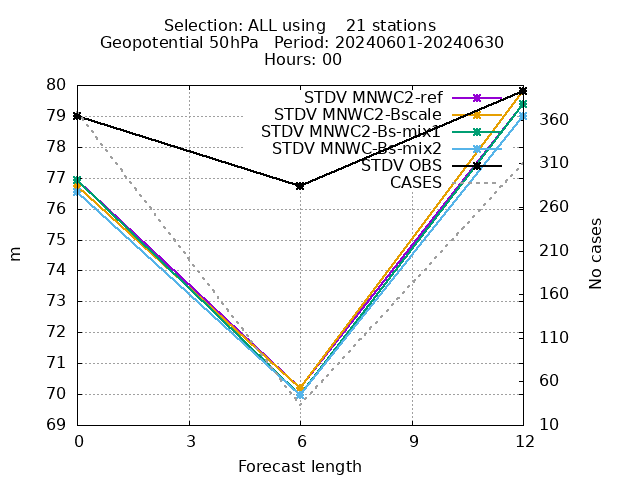 Selection: ALL using 21 stations
Geopotential 50hPa Period: 20240601-20240630
Hours: 00
80
79
78
77
76
75
74
73
72
71
70
69
m
STDV MNWC2-ref
STDV MNWC2-Bscale
STDV MNWC2-Bs-mix1
STDV MNWC-Bs-mix2
STDV OBS
CASES
360
310
260
210
160
110
60
10
No cases
0 3 6 9 12
Forecast length